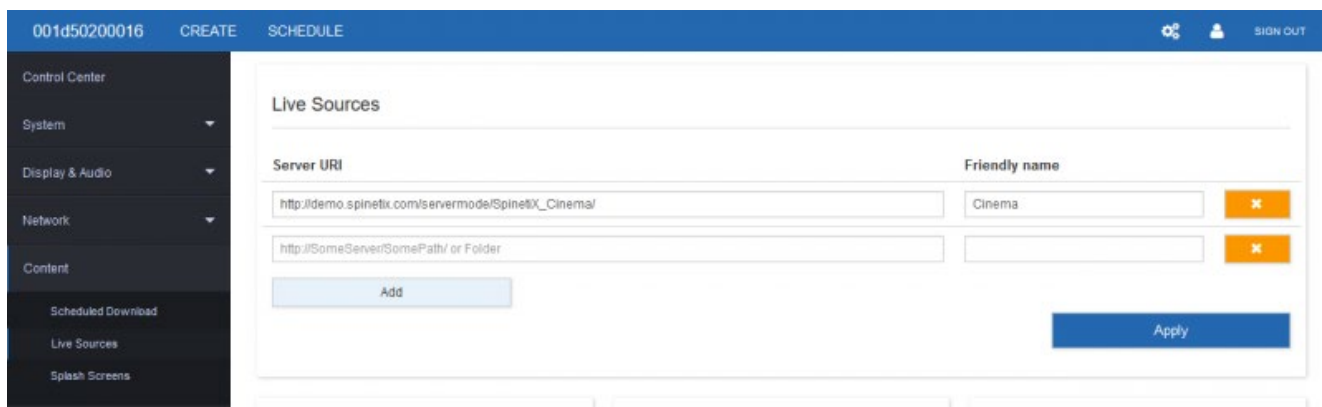 001d50200016 CREATE SCHEDULE SIGN OUT
Control Center
System
Display & Audio
Network
Content
Scheduled Download
Live Sources
Splash Screens
Live Sources
Server URI Friendly name
http://demo.spinetix.com/servermode/SpinetiX_Cinema/ Cinema
http://SomeServer/SomePath/ or Folder
Add
Apply